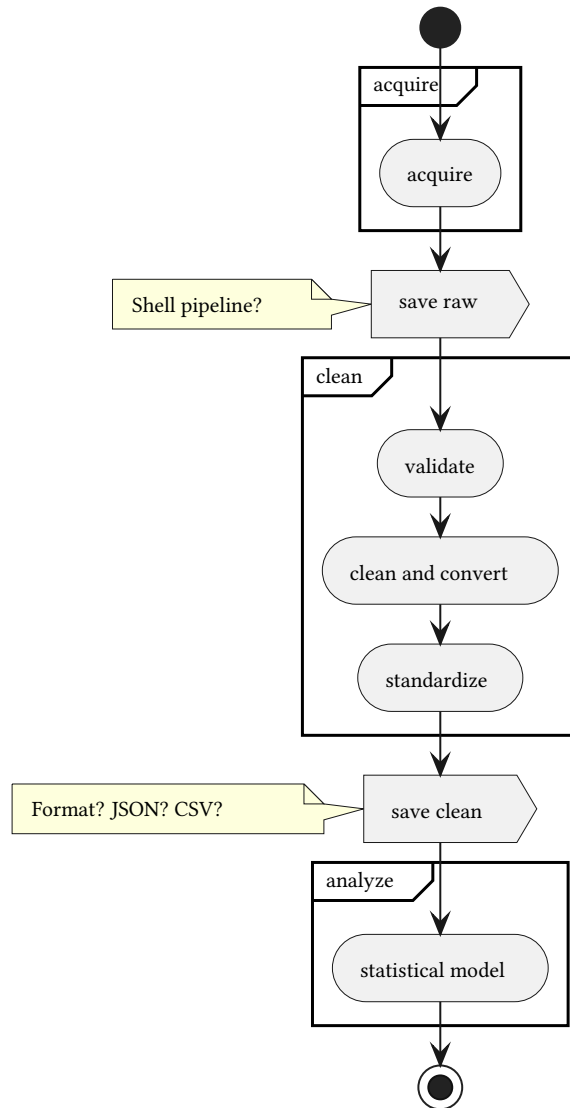 acquire
acquire
Shell pipeline?
save raw
clean
validate
clean and convert
standardize
Format? JSON? CSV?
save clean
analyze
statistical model